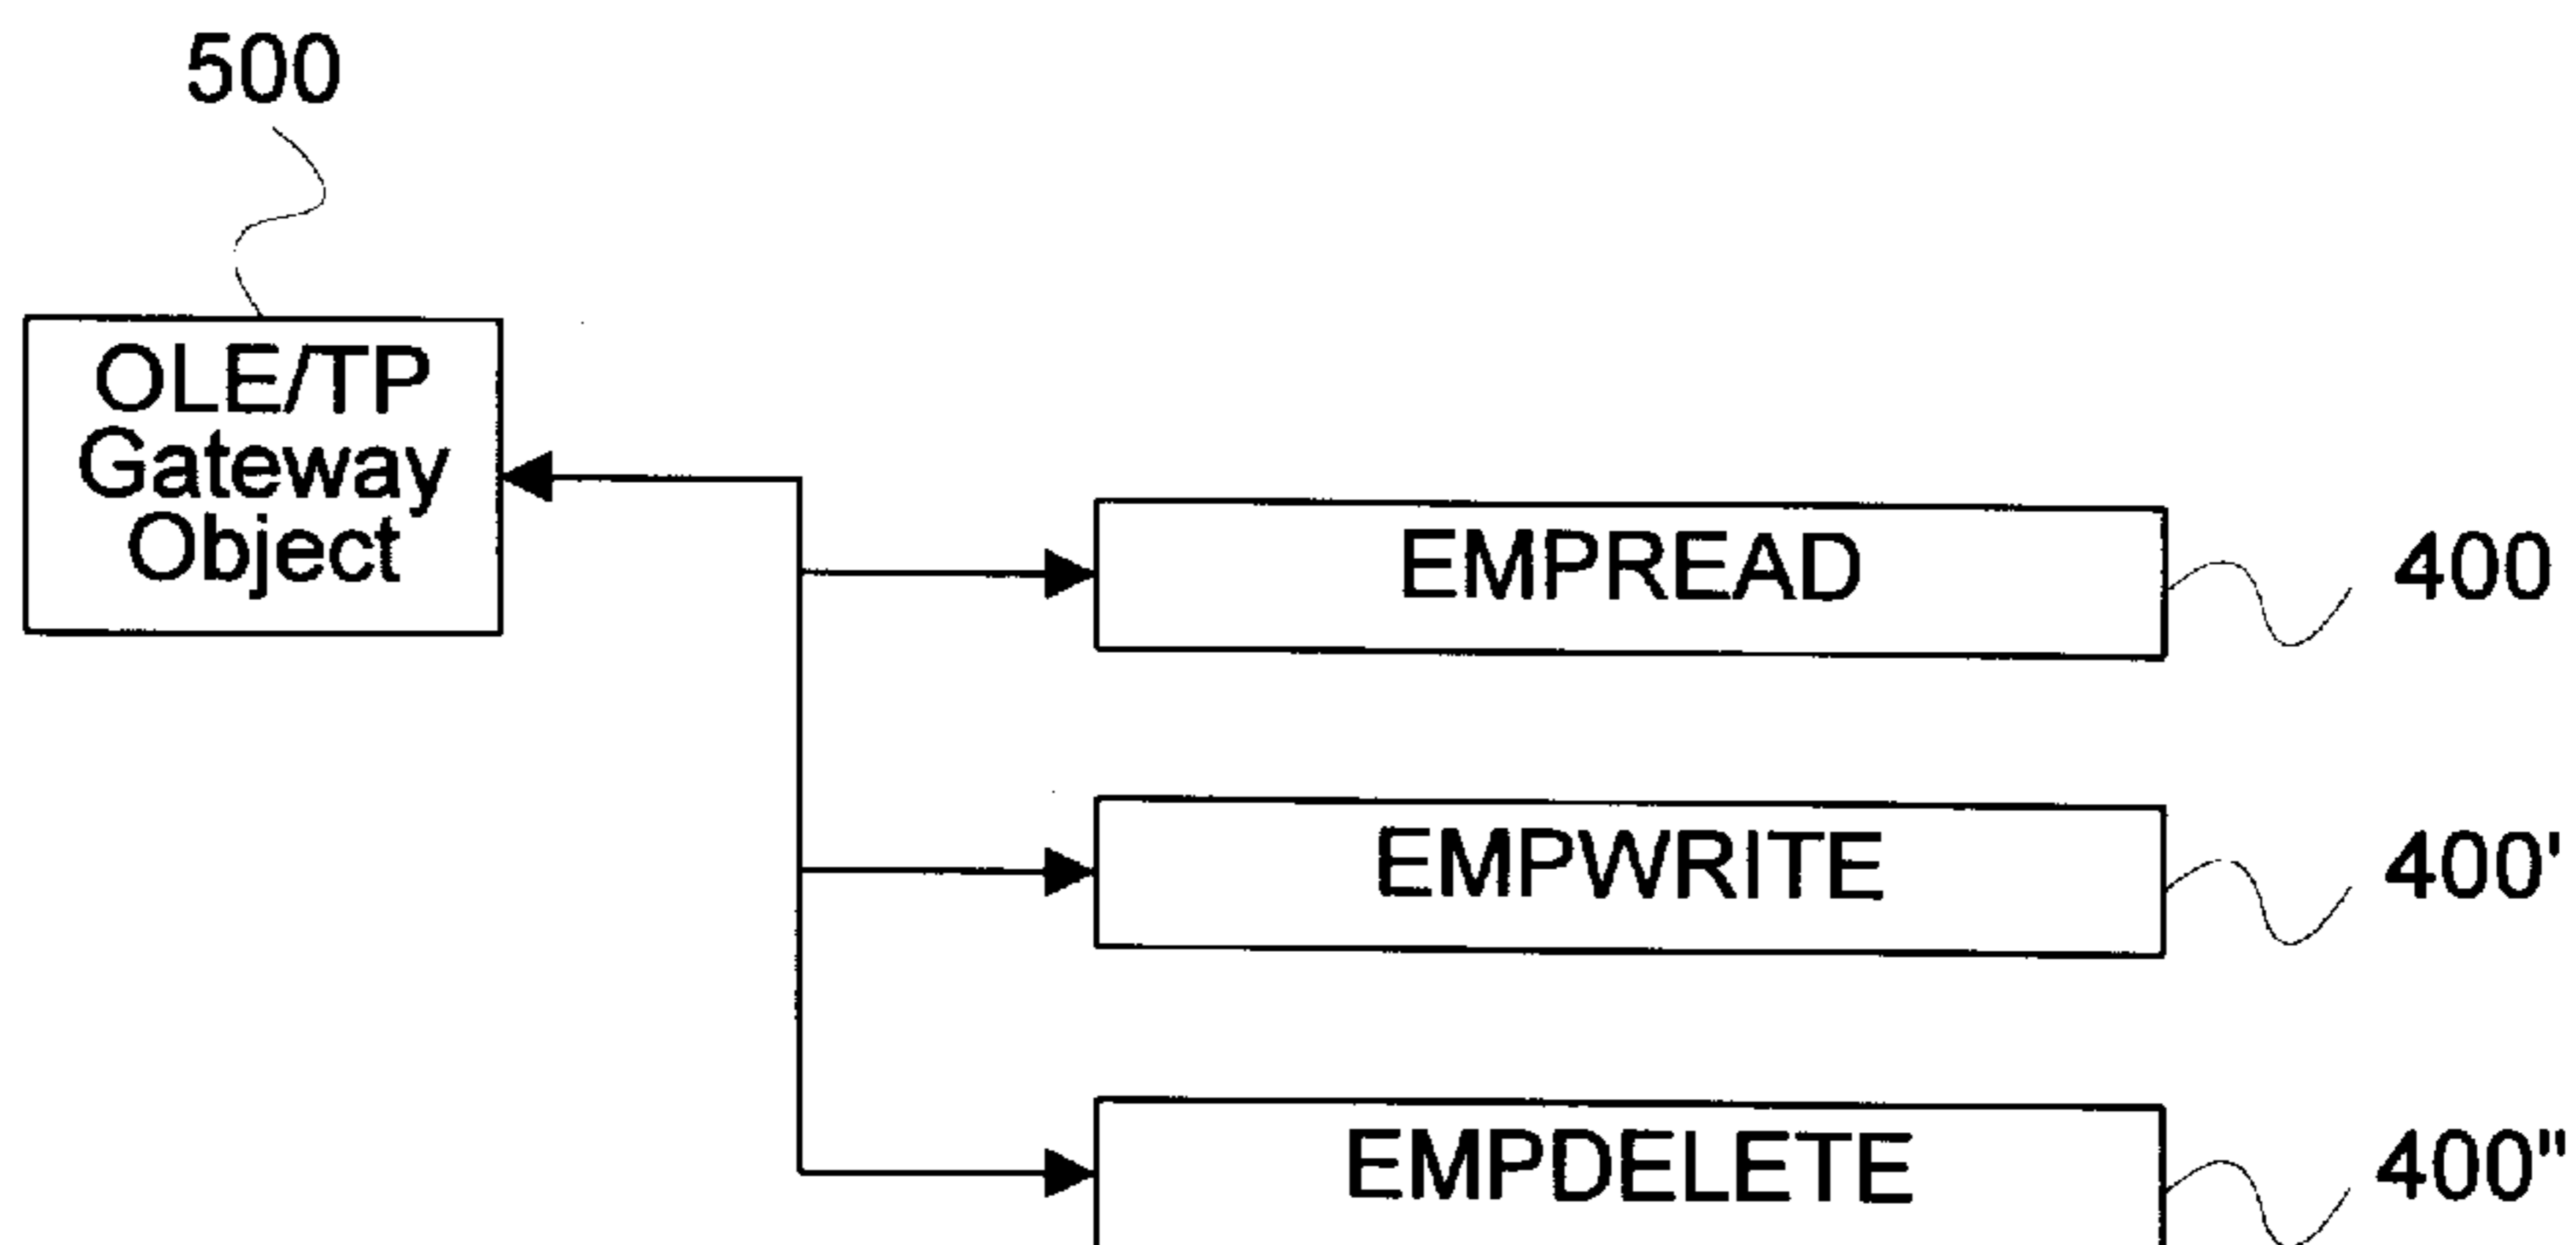 500
OLE/TP
Gateway
Object
EMPREAD
400
EMPWRITE
400'
EMPDELETE
400"